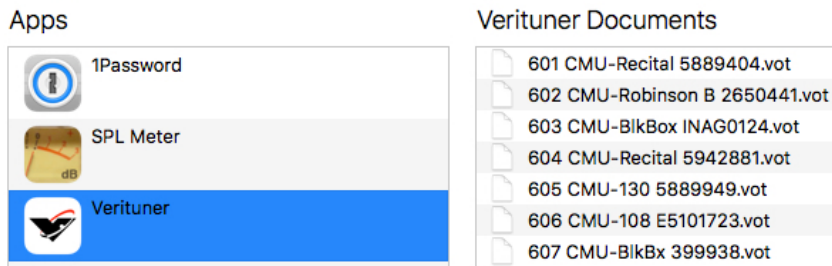 Apps
1Password
SPL Meter
dB
Verituner
Verituner Documents
601 CMU-Recital 5889404.vot
602 CMU-Robinson B 2650441.vot
603 CMU-BlkBox INAG0124.vot
604 CMU-Recital 5942881.vot
605 CMU-130 5889949.vot
606 CMU-108 E5101723.vot
607 CMU-BlkBx 399938.vot